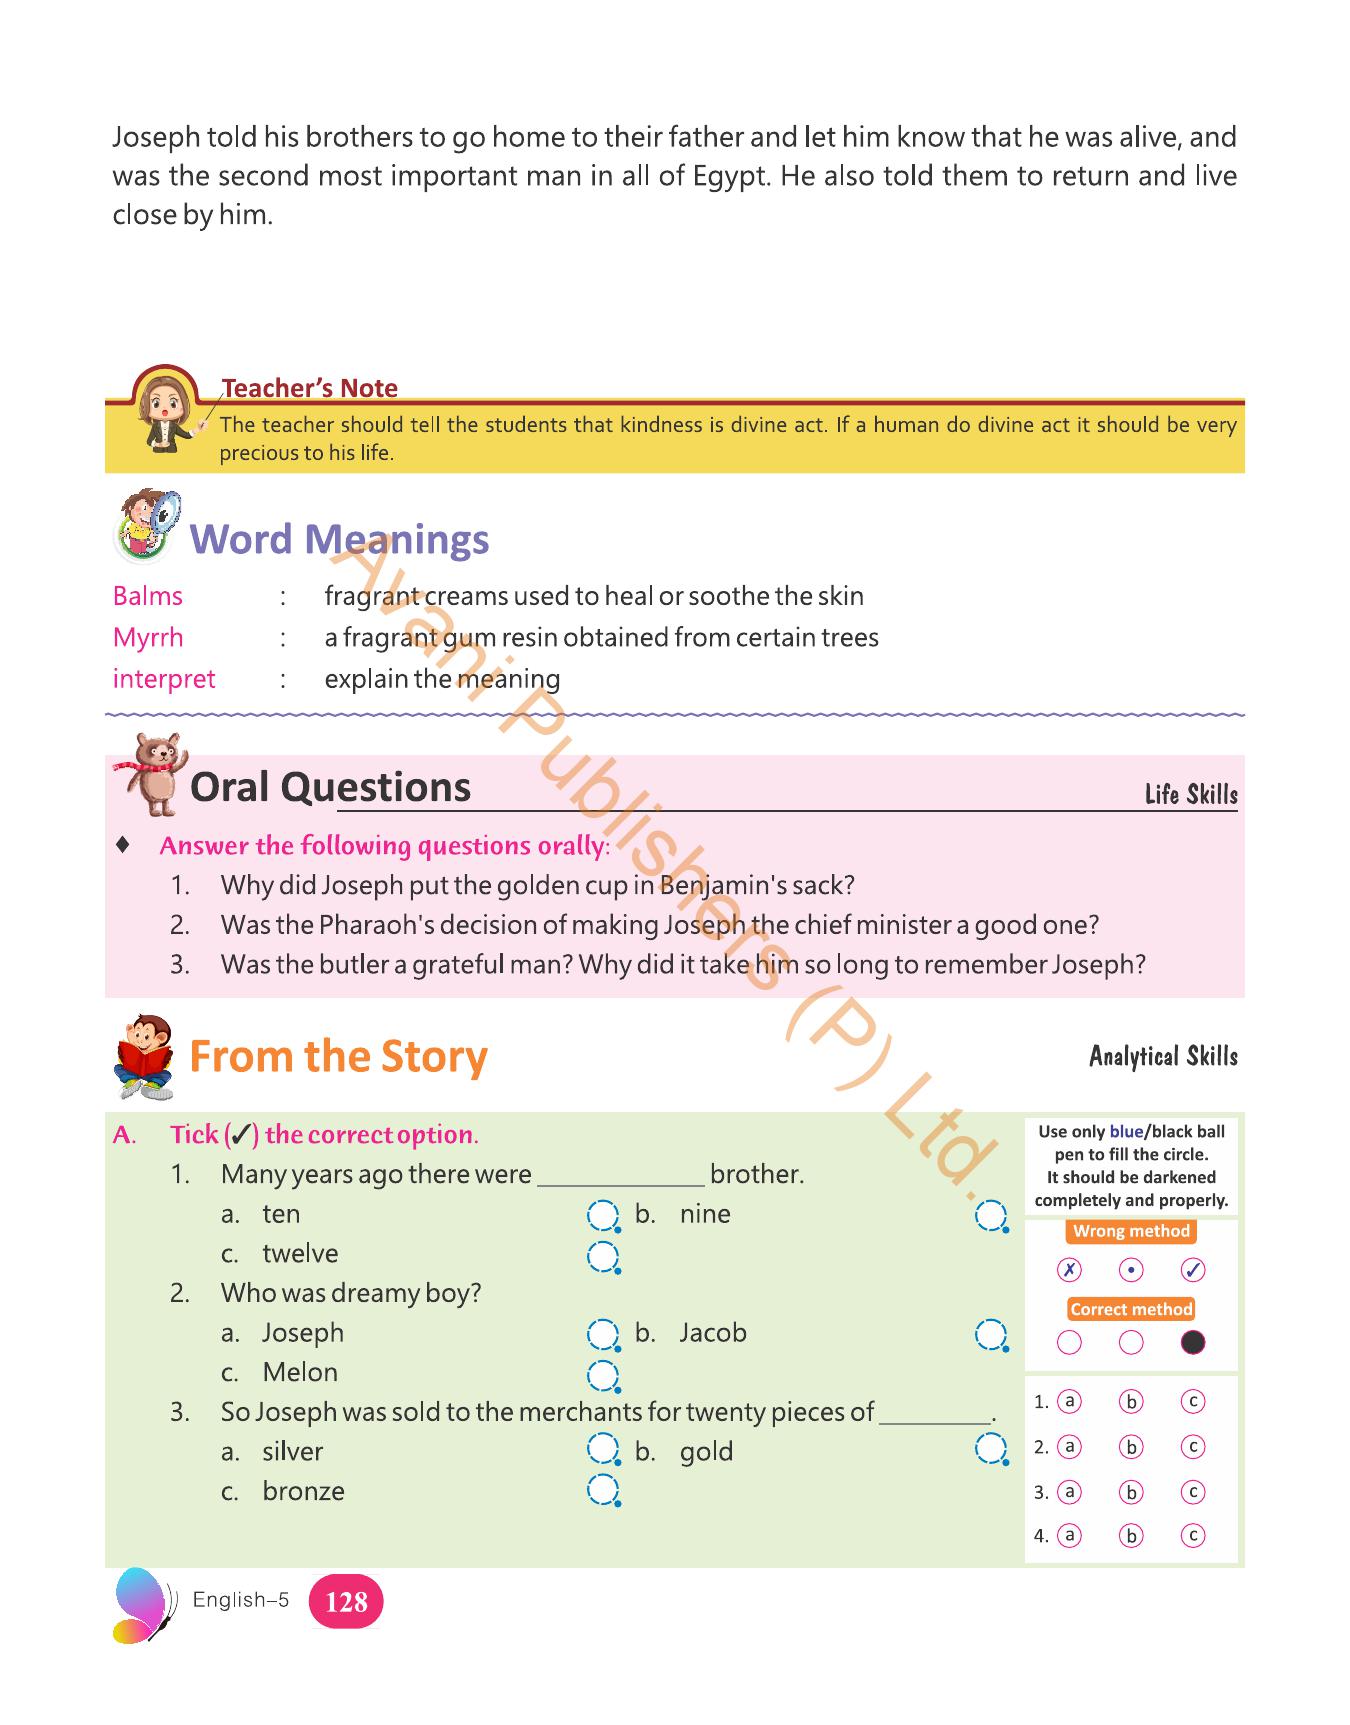 Joseph told his brothers to go home to their father and let him know that he was alive, and
was the second most important man in all of Egypt. He also told them to return and live
close by him.
Teacher's Note
The teacher should tell the students that kindness is divine act. If a human do divine act it should be very
precious to his life.
Word Meanings
Balms : fragrant creams used to heal or soothe the skin
Myrrh : a fragrant gum resin obtained from certain trees
interpret : explain the meaning
Oral Questions
Life Skills
♦ Answer the following questions orally:
1. Why did Joseph put the golden cup in Benjamin's sack?
2. Was the Pharaoh's decision of making Joseph the chief minister a good one?
3. Was the butler a grateful man? Why did it take him so long to remember Joseph?
From the Story
Analytical Skills
A. Tick (✓) the correct option.
1. Many years ago there were ____________ brother.
a. ten b. nine
c. twelve
2. Who was dreamy boy?
a. Joseph b. Jacob
c. Melon
3. So Joseph was sold to the merchants for twenty pieces of ________.
a. silver b. gold
c. bronze
Use only blue/black ball
pen to fill the circle.
It should be darkened
completely and properly.
Wrong method
✗ • ✓
Correct method
1. a b c
2. a b c
3. a b c
4. a b c
English–5 128
Avani Publishers (P) Ltd.